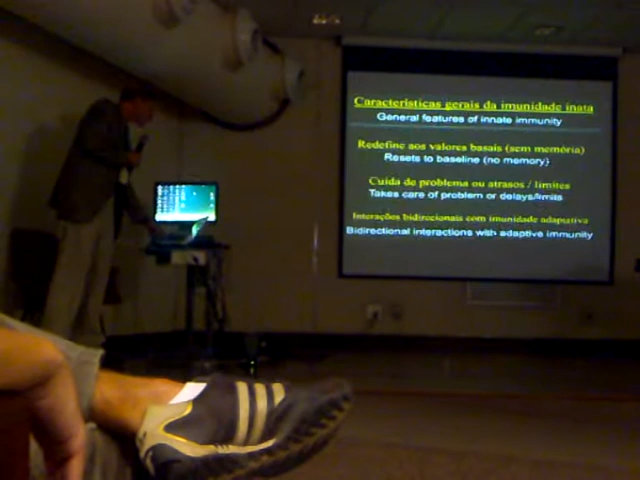 Características gerais da imunidade inata
General features of innate immunity
Redefine aos valores basais (sem memória)
Resets to baseline (no memory)
Cuida de problema ou atrasos / limites
Takes care of problem or delays/limits
Interações bidirecionais com imunidade adaptativa
Bidirectional interactions with adaptive immunity